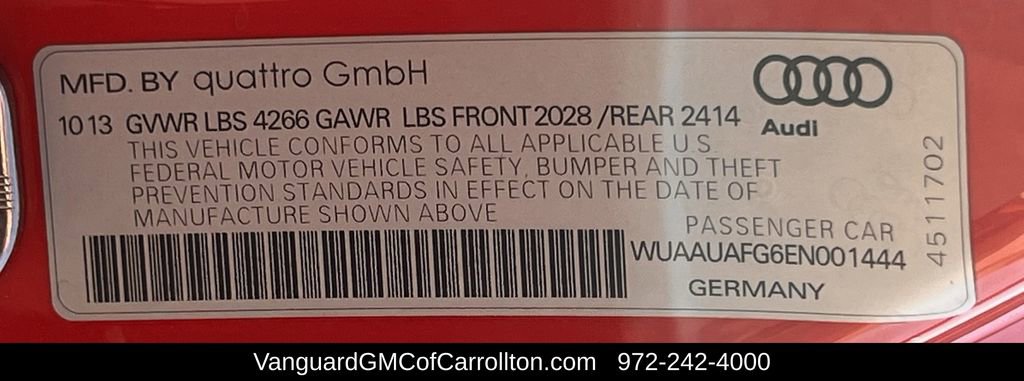 MFD. BY quattro GmbH
Audi
10 13 GVWR LBS 4266 GAWR LBS FRONT 2028 /REAR 2414
THIS VEHICLE CONFORMS TO ALL APPLICABLE U S
FEDERAL MOTOR VEHICLE SAFETY, BUMPER AND THEFT
PREVENTION STANDARDS IN EFFECT ON THE DATE OF
MANUFACTURE SHOWN ABOVE
PASSENGER CAR
WUAAUAFG6EN001444
GERMANY
4511702
VanguardGMCofCarrollton.com 972-242-4000